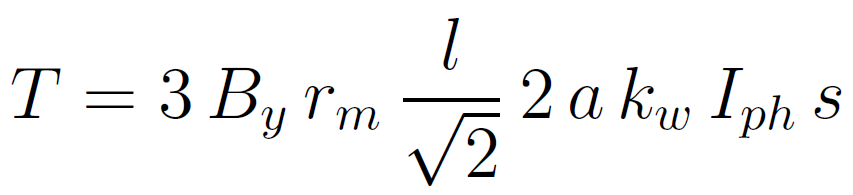 T = 3 B_y r_m \frac{l}{\sqrt{2}} 2 a k_w I_{ph} s